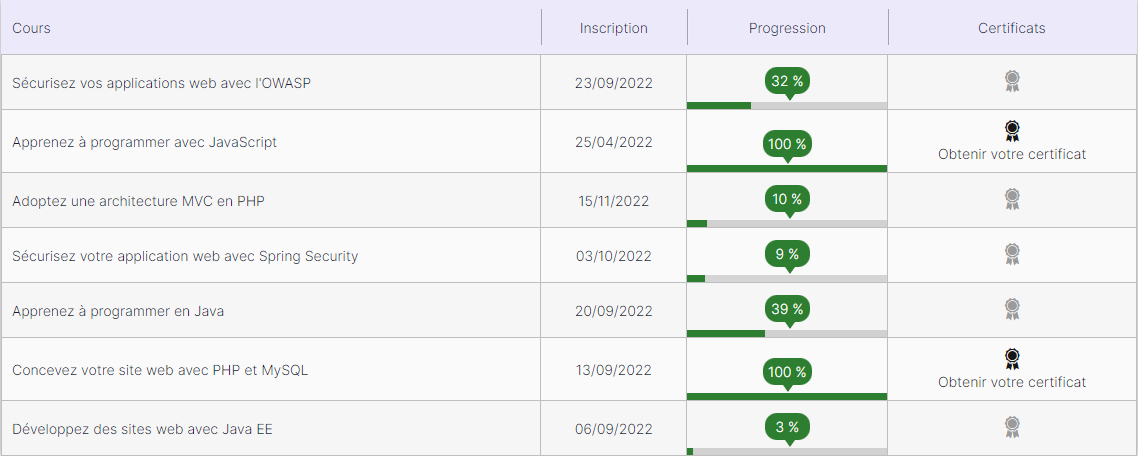 Cours Inscription Progression Certificats
Sécurisez vos applications web avec l'OWASP 23/09/2022 32 %
Apprenez à programmer avec JavaScript 25/04/2022 100 %
Obtenir votre certificat
Adoptez une architecture MVC en PHP 15/11/2022 10 %
Sécurisez votre application web avec Spring Security 03/10/2022 9 %
Apprenez à programmer en Java 20/09/2022 39 %
Concevez votre site web avec PHP et MySQL 13/09/2022 100 %
Obtenir votre certificat
Développez des sites web avec Java EE 06/09/2022 3 %